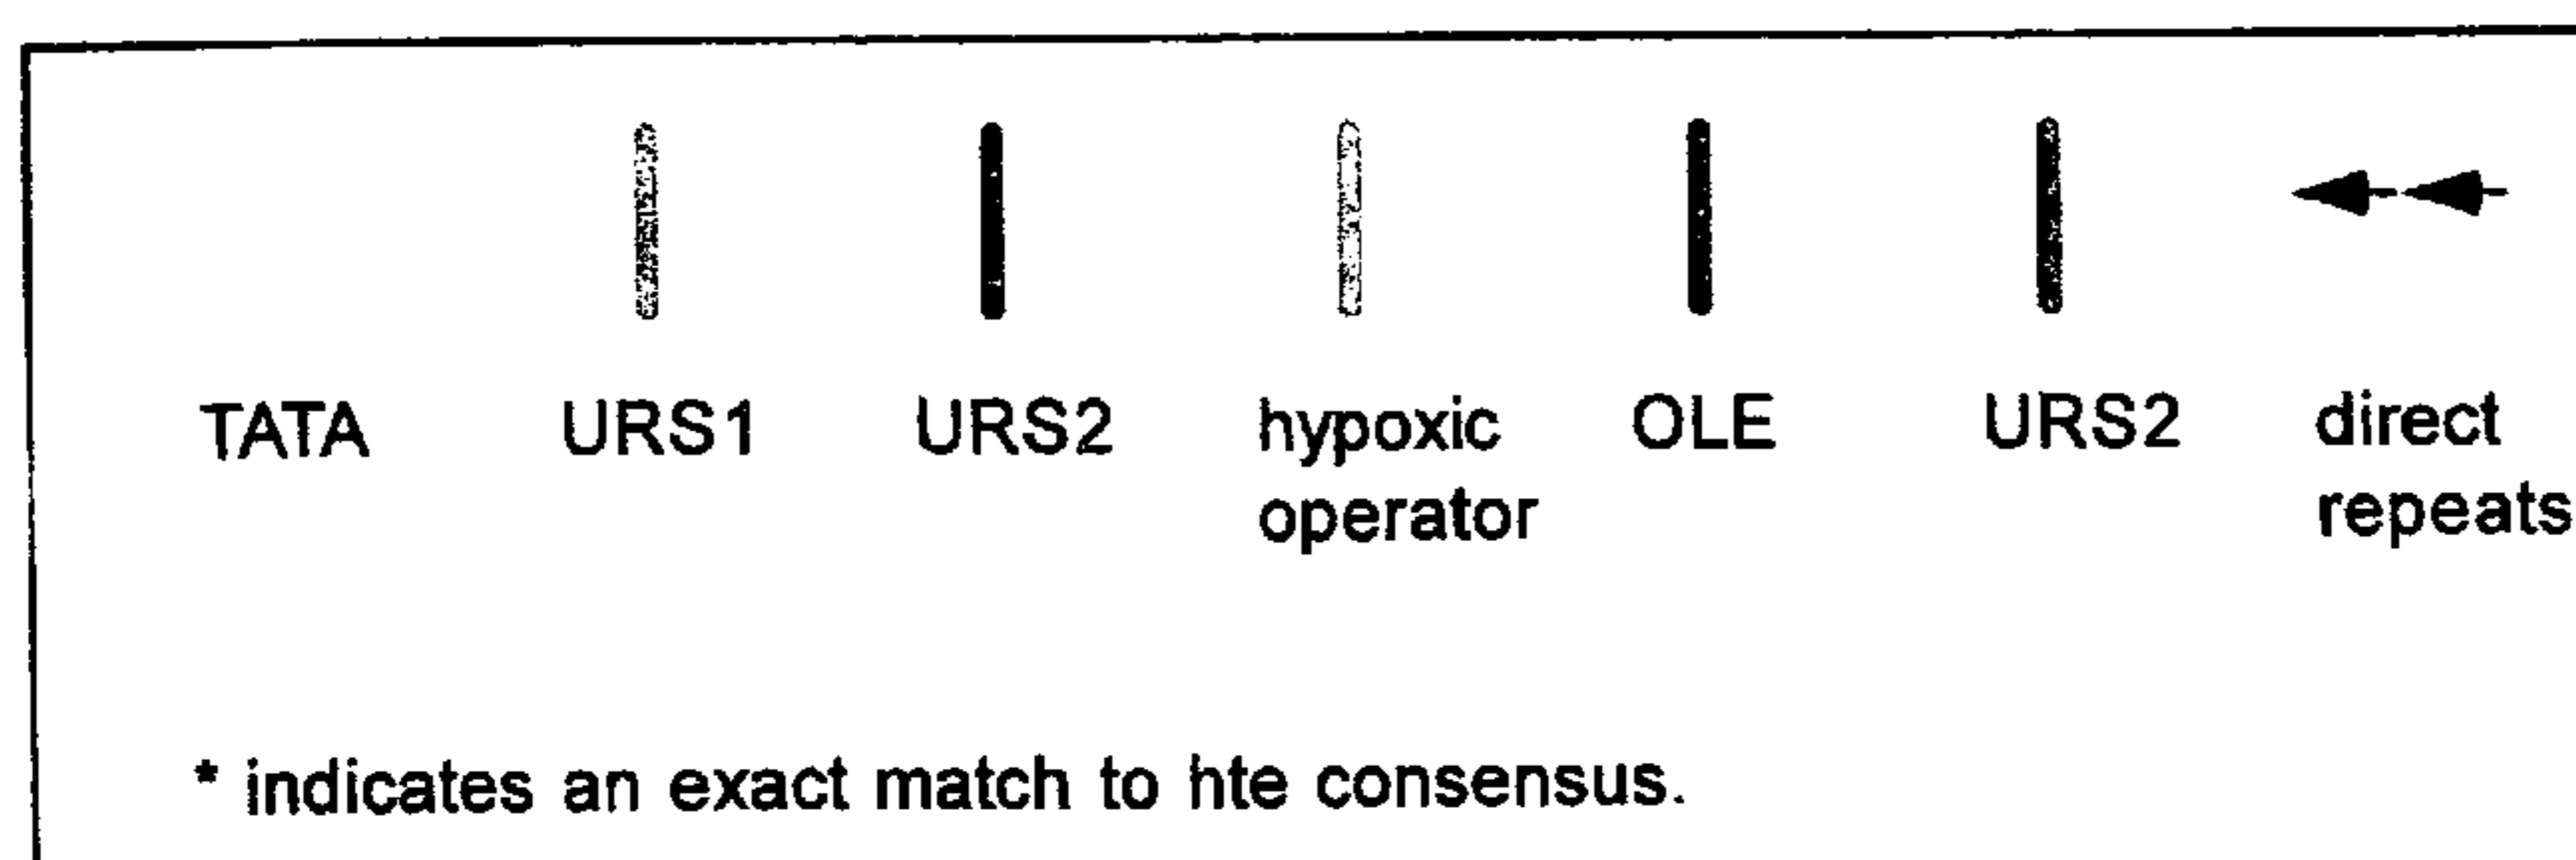 TATA URS1 URS2 hypoxic operator OLE URS2 direct repeats
* indicates an exact match to hte consensus.